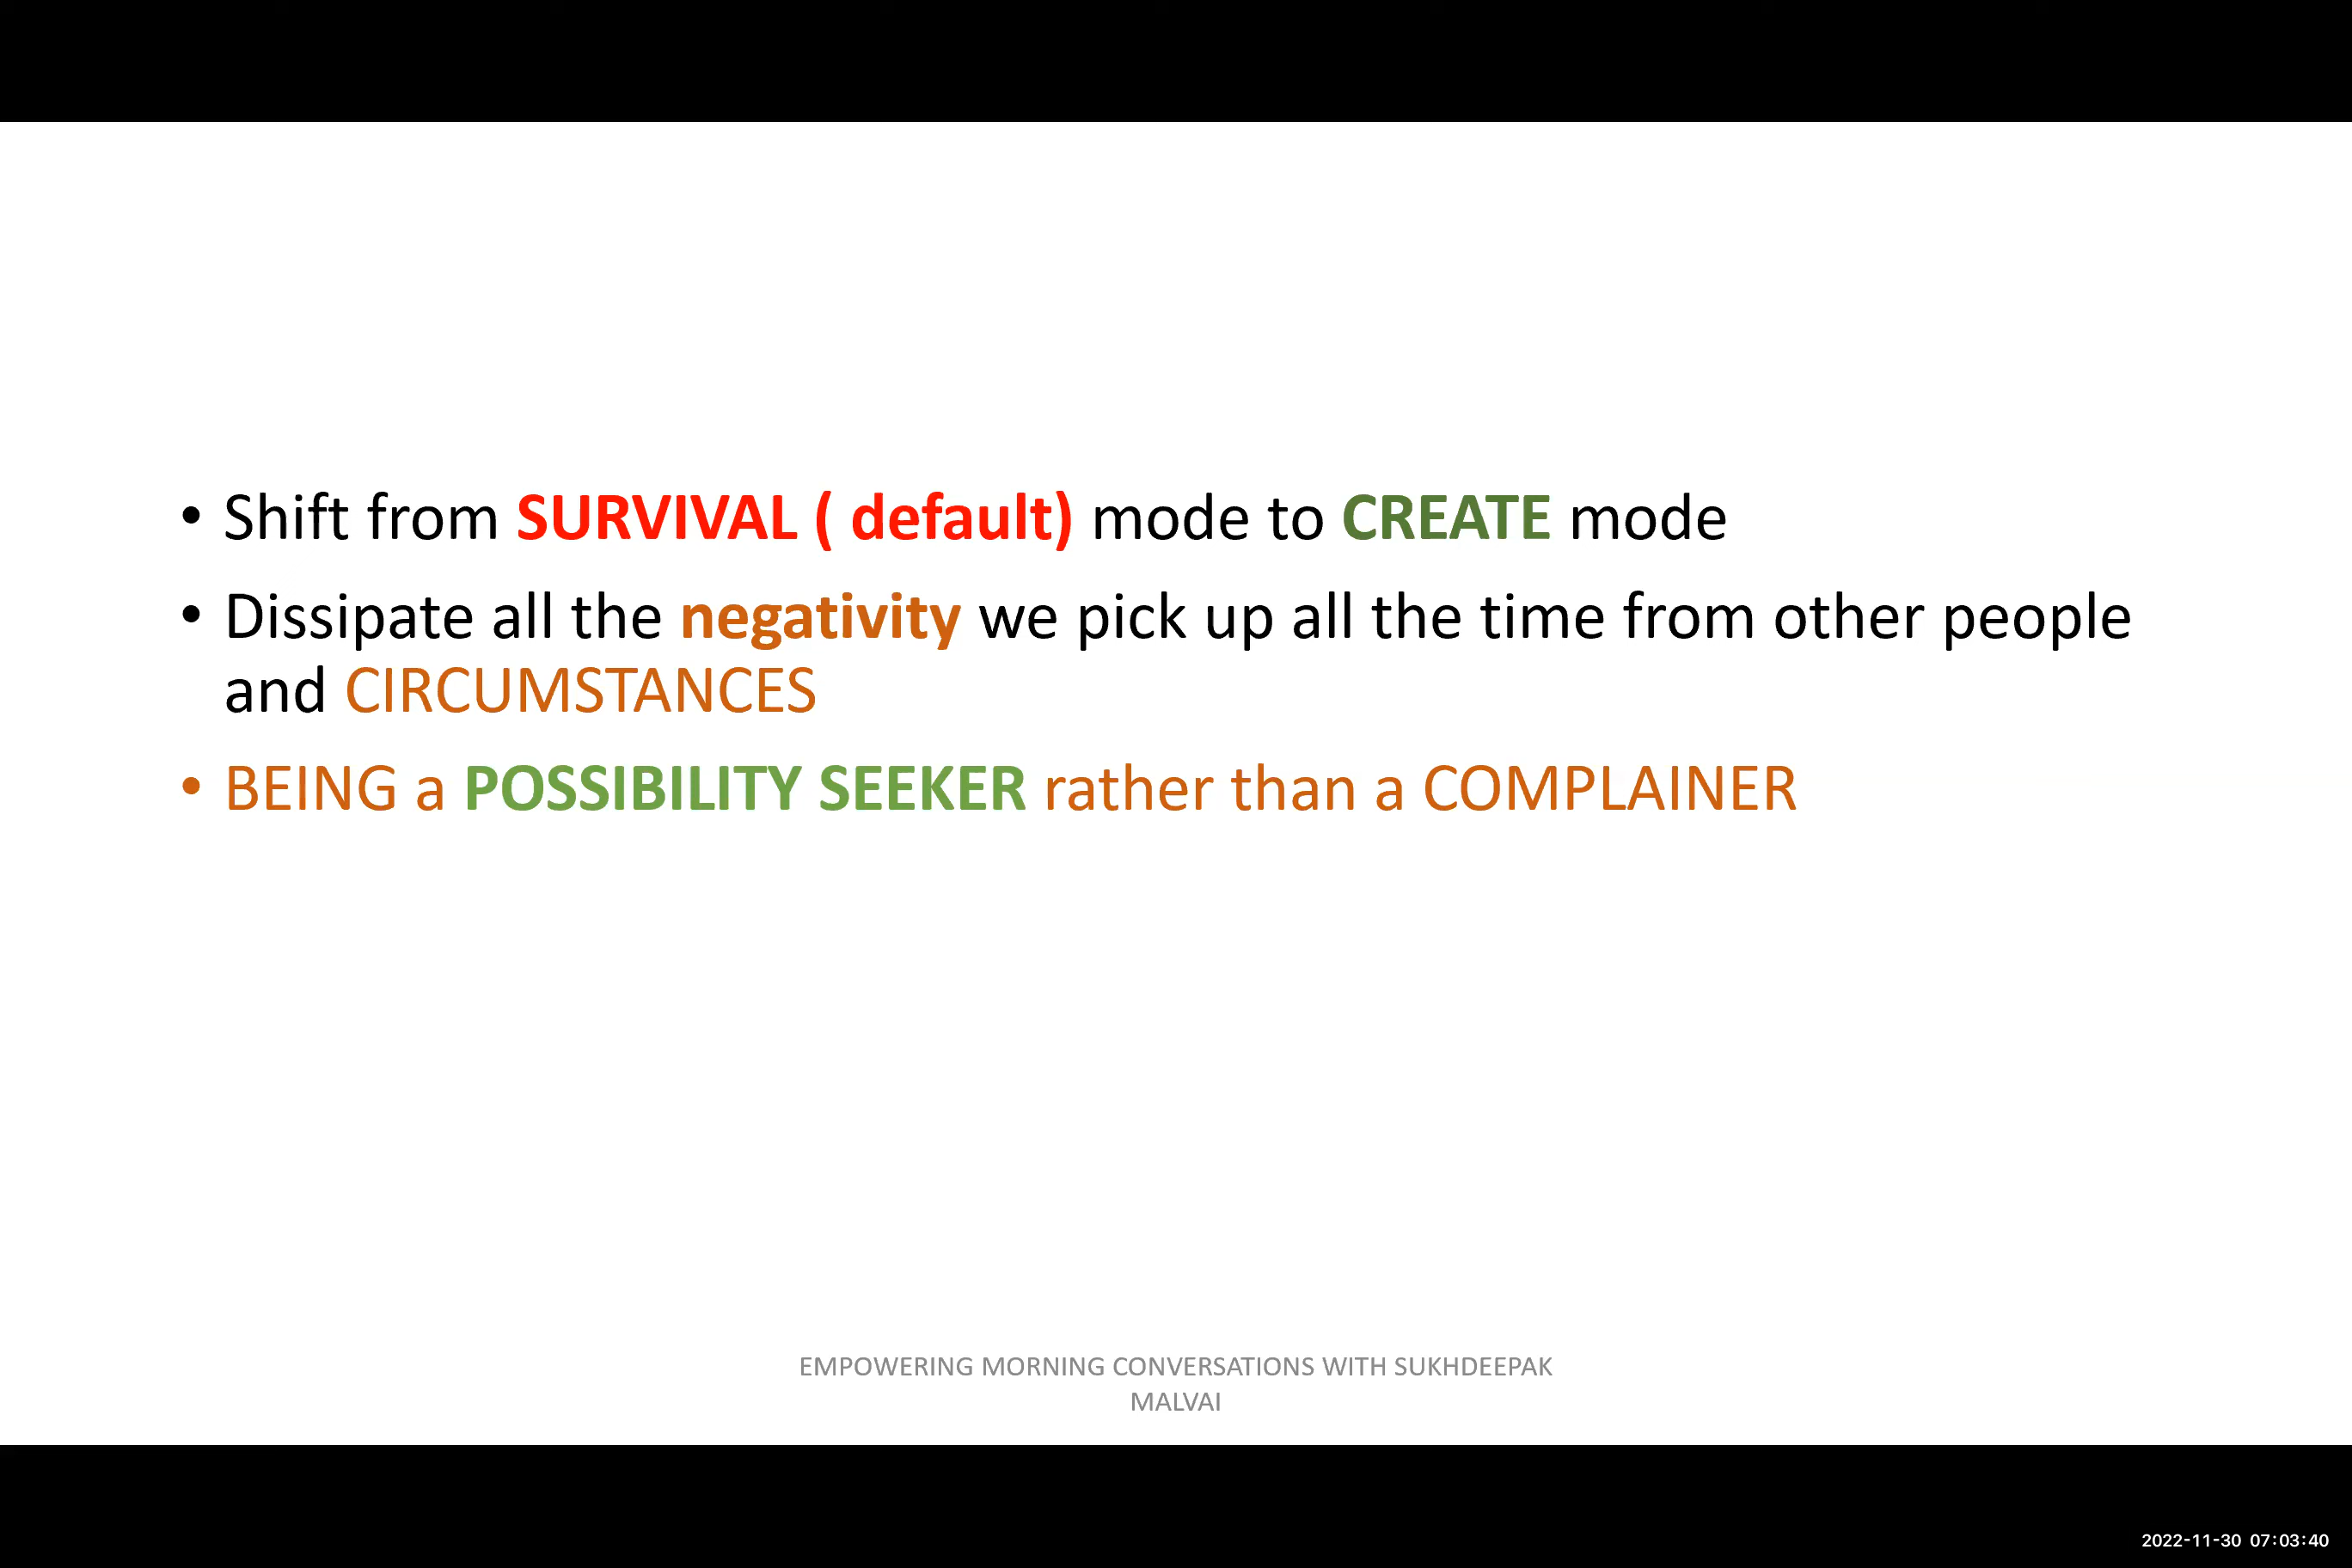 • Shift from SURVIVAL ( default) mode to CREATE mode
• Dissipate all the negativity we pick up all the time from other people
and CIRCUMSTANCES
• BEING a POSSIBILITY SEEKER rather than a COMPLAINER
EMPOWERING MORNING CONVERSATIONS WITH SUKHDEEPAK
MALVAI
2022-11-30 07:03:40